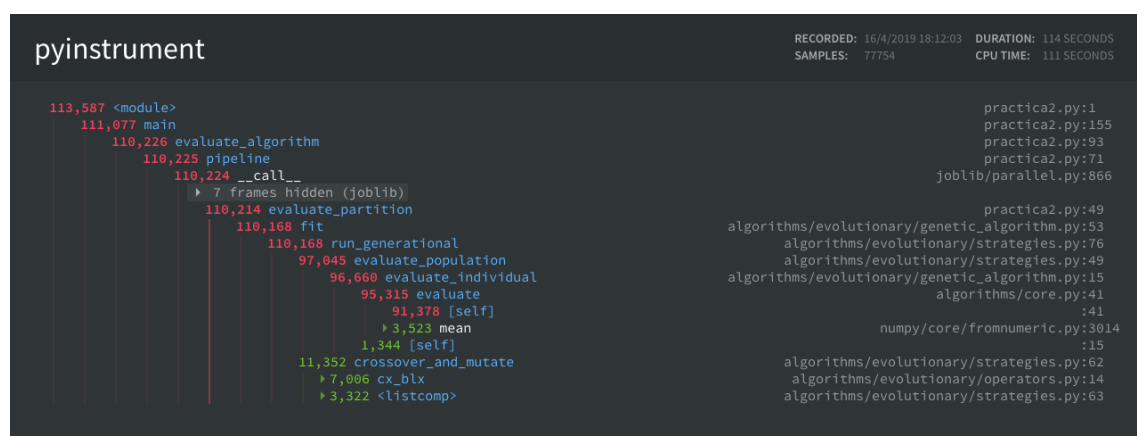 pyinstrument
RECORDED: 16/4/2019 18:12:03 DURATION: 114 SECONDS
SAMPLES: 77754 CPU TIME: 111 SECONDS
113,587 <module> practica2.py:1
111,077 main practica2.py:155
110,226 evaluate_algorithm practica2.py:93
110,225 pipeline practica2.py:71
110,224 __call__ joblib/parallel.py:866
7 frames hidden (joblib)
110,214 evaluate_partition practica2.py:49
110,168 fit algorithms/evolutionary/genetic_algorithm.py:53
110,168 run_generational algorithms/evolutionary/strategies.py:76
97,045 evaluate_population algorithms/evolutionary/strategies.py:49
96,660 evaluate_individual algorithms/evolutionary/genetic_algorithm.py:15
95,315 evaluate algorithms/core.py:41
91,378 [self] :41
3,523 mean numpy/core/fromnumeric.py:3014
1,344 [self] :15
11,352 crossover_and_mutate algorithms/evolutionary/strategies.py:62
7,006 cx_blx algorithms/evolutionary/operators.py:14
3,322 <listcomp> algorithms/evolutionary/strategies.py:63